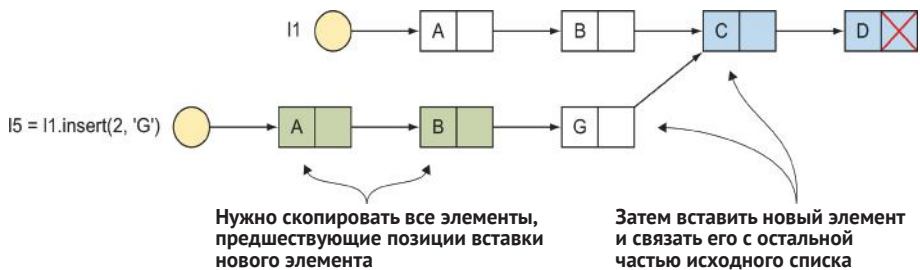 l1
A
B
C
D
l5 = l1.insert(2, 'G')
A
B
G
Нужно скопировать все элементы,
предшествующие позиции вставки
нового элемента
Затем вставить новый элемент
и связать его с остальной
частью исходного списка